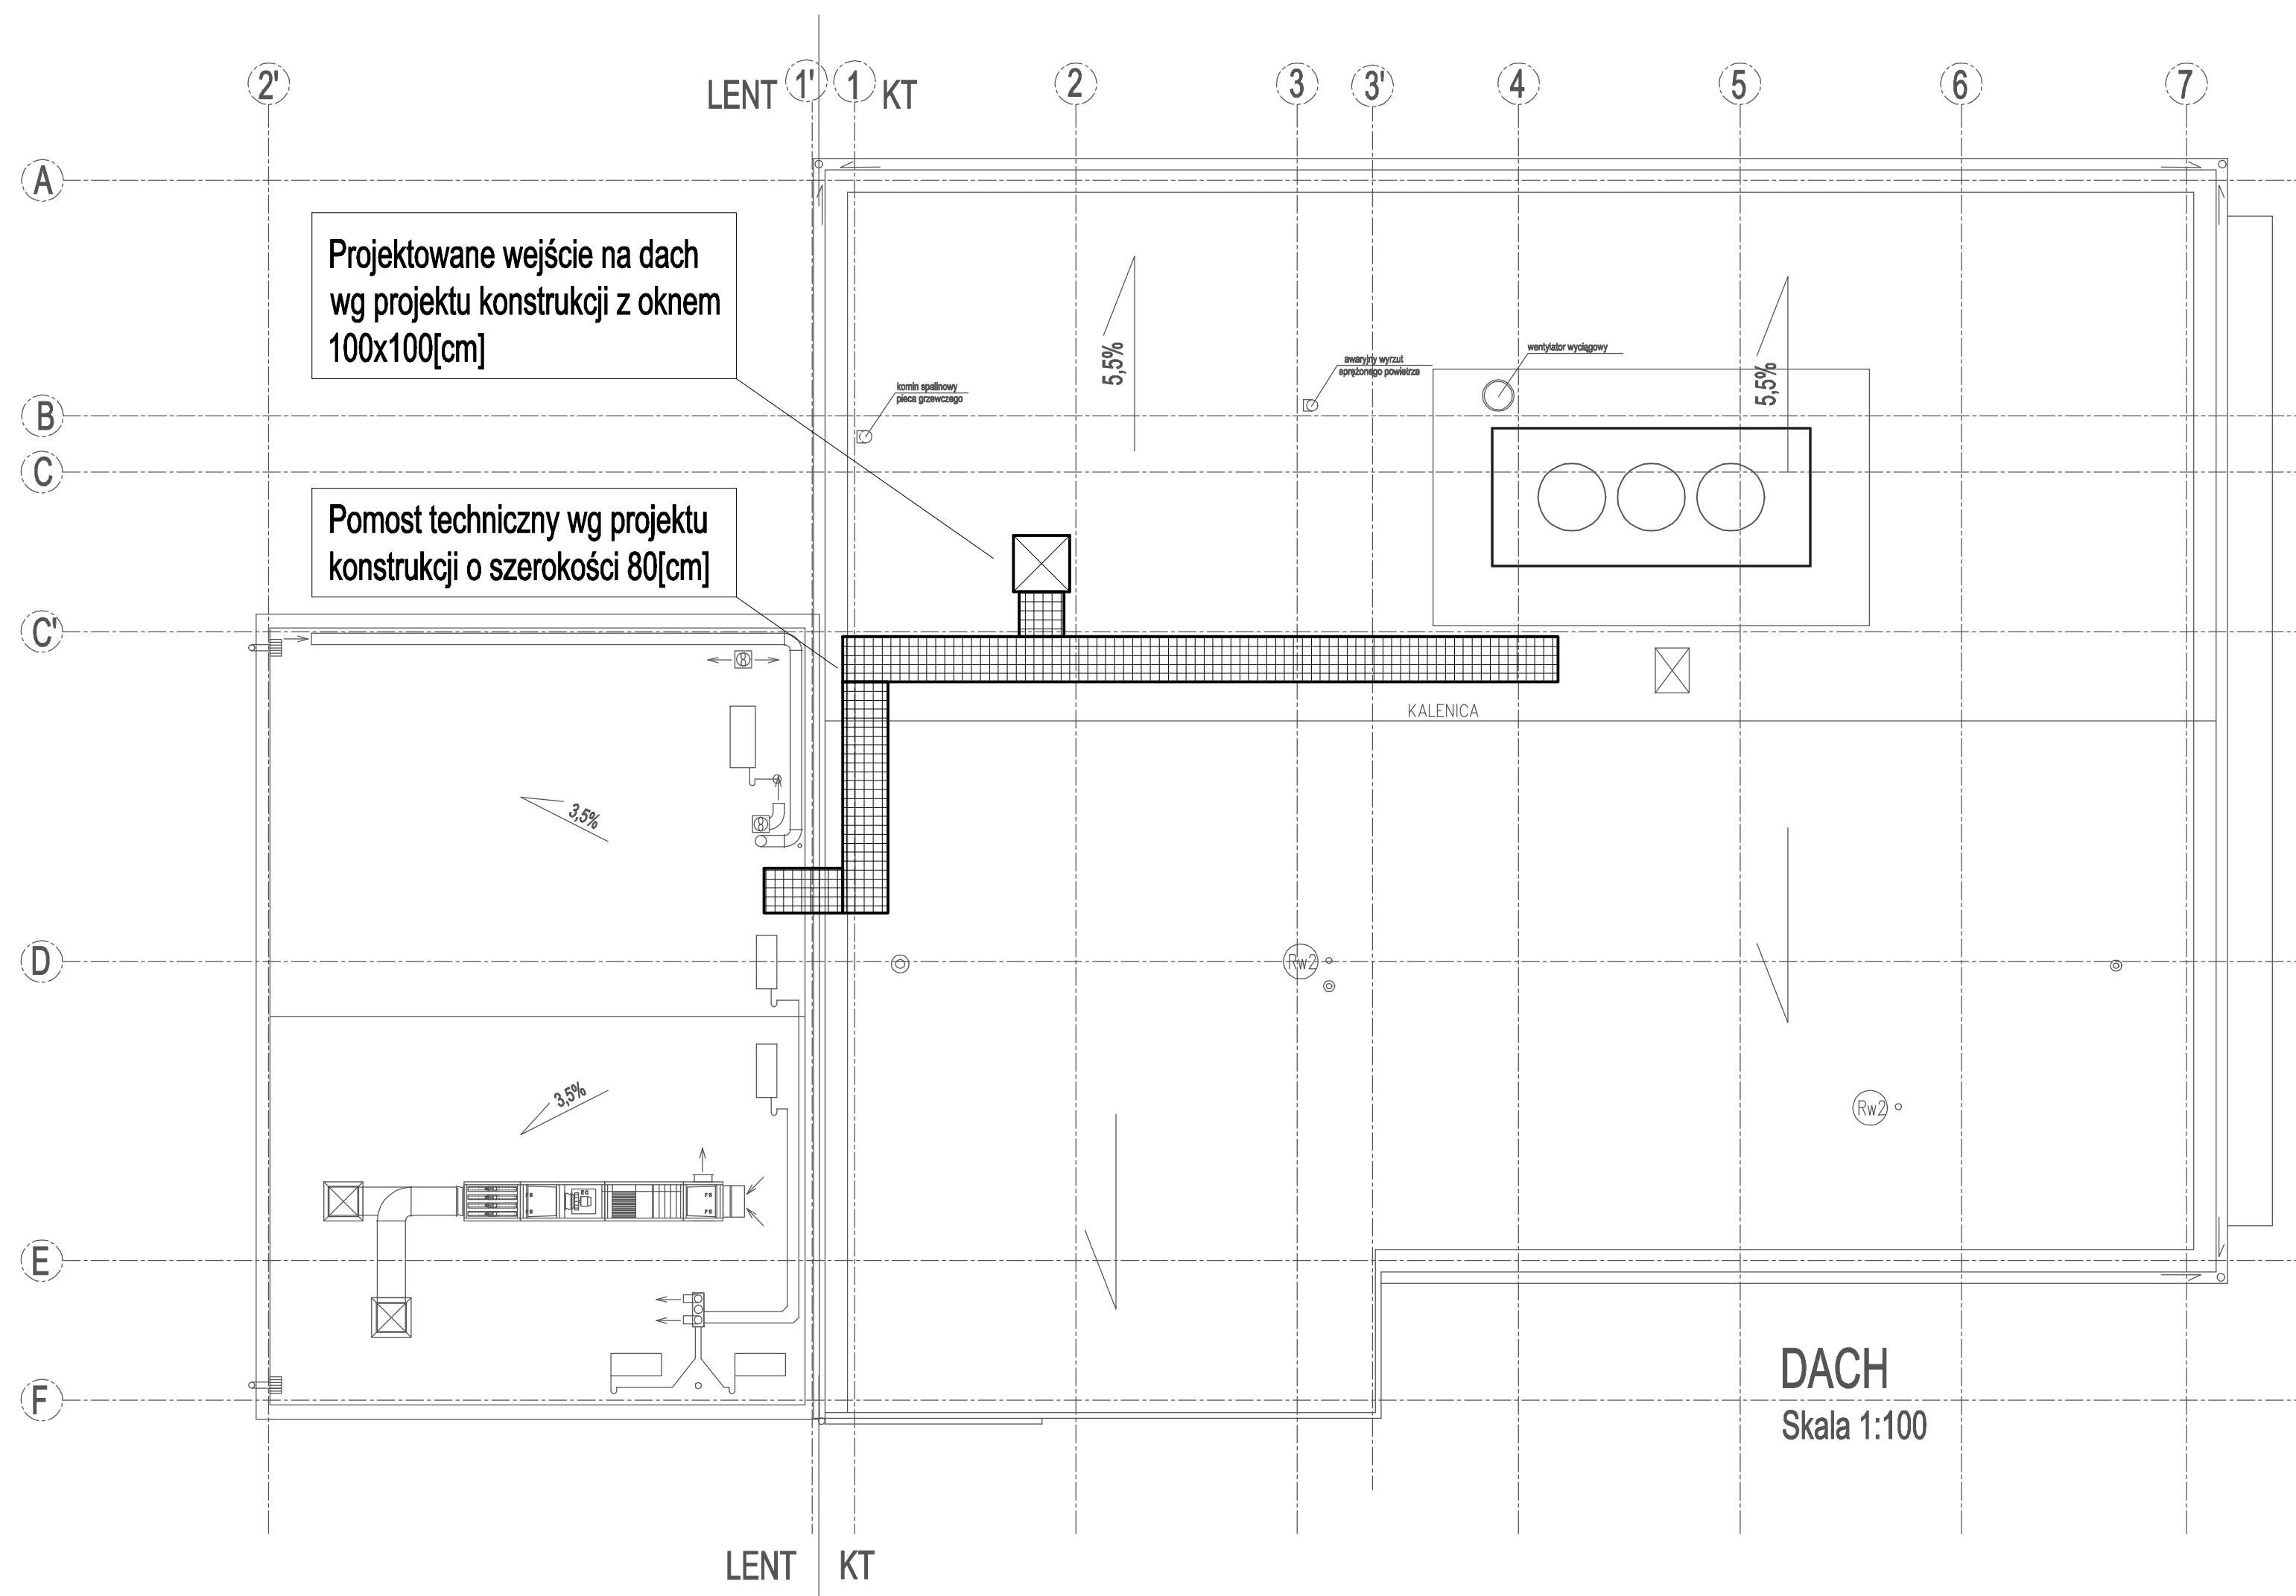 2'
LENT
1'
1
KT
2
3
3'
4
5
6
7
A
Projektowane wejście na dach
wg projektu konstrukcji z oknem
100x100[cm]
5,5%
5,5%
wentylator wyciągowy
awaryjny wyrzut
sprężonego powietrza
komin spalinowy
pieca grzewczego
B
C
Pomost techniczny wg projektu
konstrukcji o szerokości 80[cm]
C'
KALENICA
3,5%
D
Rw2
3,5%
Rw2
E
F
DACH
Skala 1:100
LENT
KT